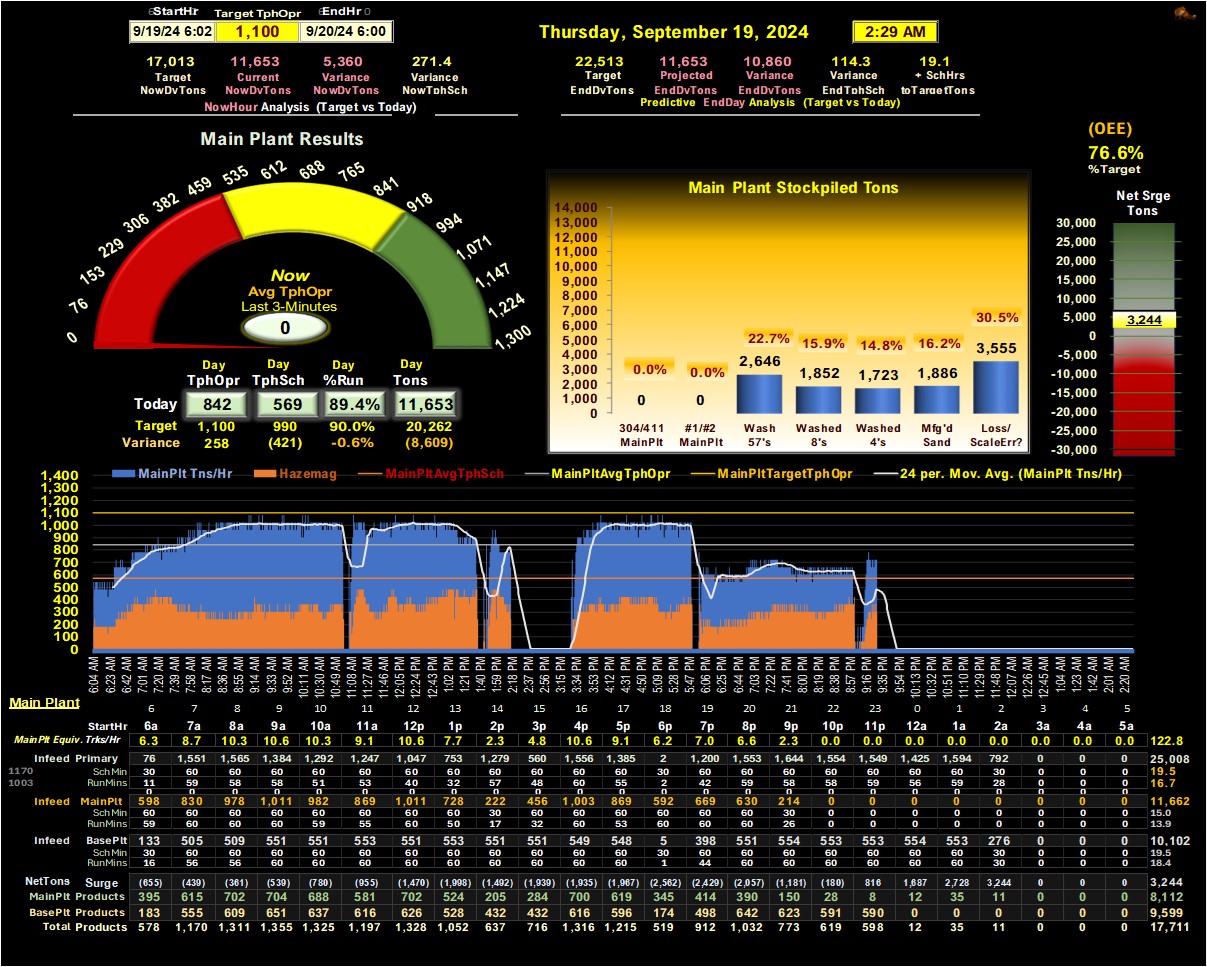 StartHr Target TphOpr EndHr
9/19/24 6:02 1,100 9/20/24 6:00
Thursday, September 19, 2024 2:29 AM
17,013 11,653 5,360 271.4
Target Current Variance Variance
NowDvTons NowDvTons NowDvTons NowTphSch
NowHour Analysis (Target vs Today)
22,513 11,653 10,860 114.3 19.1
Target Projected Variance Variance + SchHrs
EndDvTons EndDvTons EndDvTons EndTphSch toTargetTons
Predictive EndDay Analysis (Target vs Today)
(OEE)
76.6%
%Target
Main Plant Results
0 76 153 229 306 382 459 535 612 688 765 841 918 994 1,071 1,147 1,224 1,300
Now
Avg TphOpr
Last 3-Minutes
0
Day Day Day Day
TphOpr TphSch %Run Tons
Today 842 569 89.4% 11,653
Target 1,100 990 90.0% 20,262
Variance 258 (421) -0.6% (8,609)
Main Plant Stockpiled Tons
14,000
13,000
12,000
11,000
10,000
9,000
8,000
7,000
6,000
5,000
4,000
3,000
2,000
1,000
0
0.0% 0.0% 22.7% 15.9% 14.8% 16.2% 30.5%
0 0 2,646 1,852 1,723 1,886 3,555
304/411 #1/#2 Wash Washed Washed Mfg'd Loss/
MainPlt MainPlt 57's 8's 4's Sand ScaleErr?
Net Srge
Tons
30,000
25,000
20,000
15,000
10,000
5,000
0
-5,000
-10,000
-15,000
-20,000
-25,000
-30,000
3,244
MainPlt Tns/Hr Hazemag MainPltAvgTphSch MainPltAvgTphOpr MainPltTargetTphOpr 24 per. Mov. Avg. (MainPlt Tns/Hr)
1,400
1,300
1,200
1,100
1,000
900
800
700
600
500
400
300
200
100
0
6:04 AM 6:23 AM 6:42 AM 7:01 AM 7:20 AM 7:39 AM 7:58 AM 8:17 AM 8:36 AM 9:14 AM 9:33 AM 9:52 AM 10:11 AM 10:30 AM 10:49 AM 11:08 AM 11:27 AM 11:46 AM 12:05 PM 12:24 PM 12:43 PM 1:02 PM 1:21 PM 1:40 PM 1:59 PM 2:18 PM 2:37 PM 2:56 PM 3:15 PM 3:34 PM 3:53 PM 4:12 PM 4:31 PM 4:50 PM 5:09 PM 5:28 PM 5:47 PM 6:06 PM 6:25 PM 6:44 PM 7:03 PM 7:22 PM 7:41 PM 8:00 PM 8:19 PM 8:38 PM 8:57 PM 9:16 PM 9:35 PM 9:54 PM 10:13 PM 10:32 PM 10:51 PM 11:10 PM 11:29 PM 11:48 PM 12:07 AM 12:26 AM 12:45 AM 1:04 AM 1:23 AM 1:42 AM 2:01 AM 2:20 AM
Main Plant 6 7 8 9 10 11 12 13 14 15 16 17 18 19 20 21 22 23 0 1 2 3 4 5
StartHr 6a 7a 8a 9a 10a 11a 12p 1p 2p 3p 4p 5p 6p 7p 8p 9p 10p 11p 12a 1a 2a 3a 4a 5a
MainPlt Equiv. Trks/Hr 6.3 8.7 10.3 10.6 10.3 9.1 10.6 7.7 2.3 4.8 10.6 9.1 6.2 7.0 6.6 2.3 0.0 0.0 0.0 0.0 0.0 0.0 0.0 0.0 122.8
Infeed Primary 76 1,551 1,565 1,384 1,292 1,247 1,047 753 1,279 560 1,556 1,385 2 1,200 1,553 1,644 1,554 1,549 1,425 1,594 792 0 0 0 25,008
1170 SchMin 30 60 60 60 60 60 60 60 60 60 60 60 30 60 60 60 60 60 60 60 30 0 0 0 19.5
1003 RunMins 11 59 58 58 51 53 40 32 57 48 60 55 2 42 59 58 59 58 56 59 28 0 0 0 16.7
0 0 0 0 0 0 0 0 0 0 0 0 0 0 0 0 0 0 0 0 0 0 0 0
Infeed MainPlt 598 830 978 1,011 982 869 1,011 728 222 456 1,003 869 592 669 630 214 0 0 0 0 0 0 0 0 11,662
SchMin 60 60 60 60 60 60 60 60 30 60 60 60 60 60 60 30 0 0 0 0 0 0 0 0 15.0
RunMins 59 60 60 60 59 55 60 50 17 32 60 53 60 60 60 26 0 0 0 0 0 0 0 0 13.9
Infeed BasePlt 133 505 509 551 551 553 553 551 551 551 549 548 5 398 551 554 553 553 554 553 276 0 0 0 10,102
SchMin 30 60 60 60 60 60 60 60 60 60 60 60 30 60 60 60 60 60 60 60 30 0 0 0 19.5
RunMins 16 56 56 60 60 60 60 60 60 60 60 60 1 44 60 60 60 60 60 60 30 0 0 0 18.4
NetTons Surge (655) (439) (361) (539) (780) (955) (1,470) (1,998) (1,492) (1,939) (1,935) (1,967) (2,562) (2,429) (2,057) (1,181) (180) 816 1,687 2,728 3,244 0 0 0 3,244
MainPlt Products 395 615 702 704 688 581 702 524 205 284 700 619 345 414 390 150 28 8 12 35 11 0 0 0 8,112
BasePlt Products 183 555 609 651 637 616 626 528 432 432 616 596 174 498 642 623 591 590 0 0 0 0 0 0 9,599
Total Products 578 1,170 1,311 1,355 1,325 1,197 1,328 1,052 637 716 1,316 1,215 519 912 1,032 773 619 598 12 35 11 0 0 0 17,711